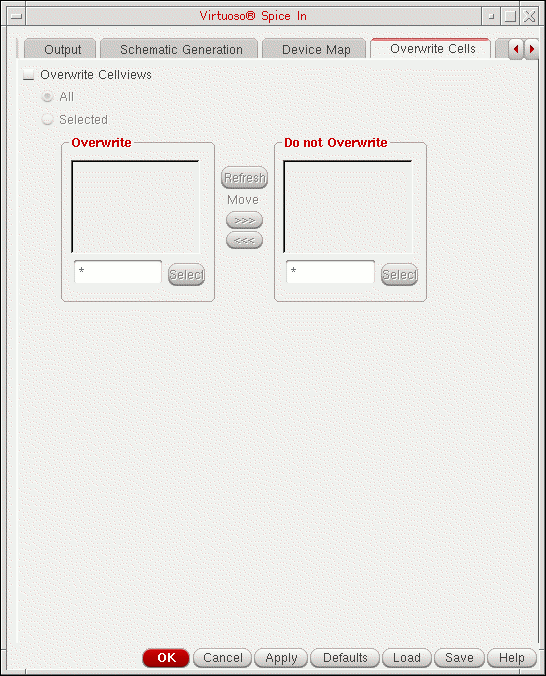 Virtuoso® Spice In
Output Schematic Generation Device Map Overwrite Cells
Overwrite Cellviews
All
Selected
Overwrite Do not Overwrite
Refresh
Move
>>>
<<<
* Select * Select
OK Cancel Apply Defaults Load Save Help